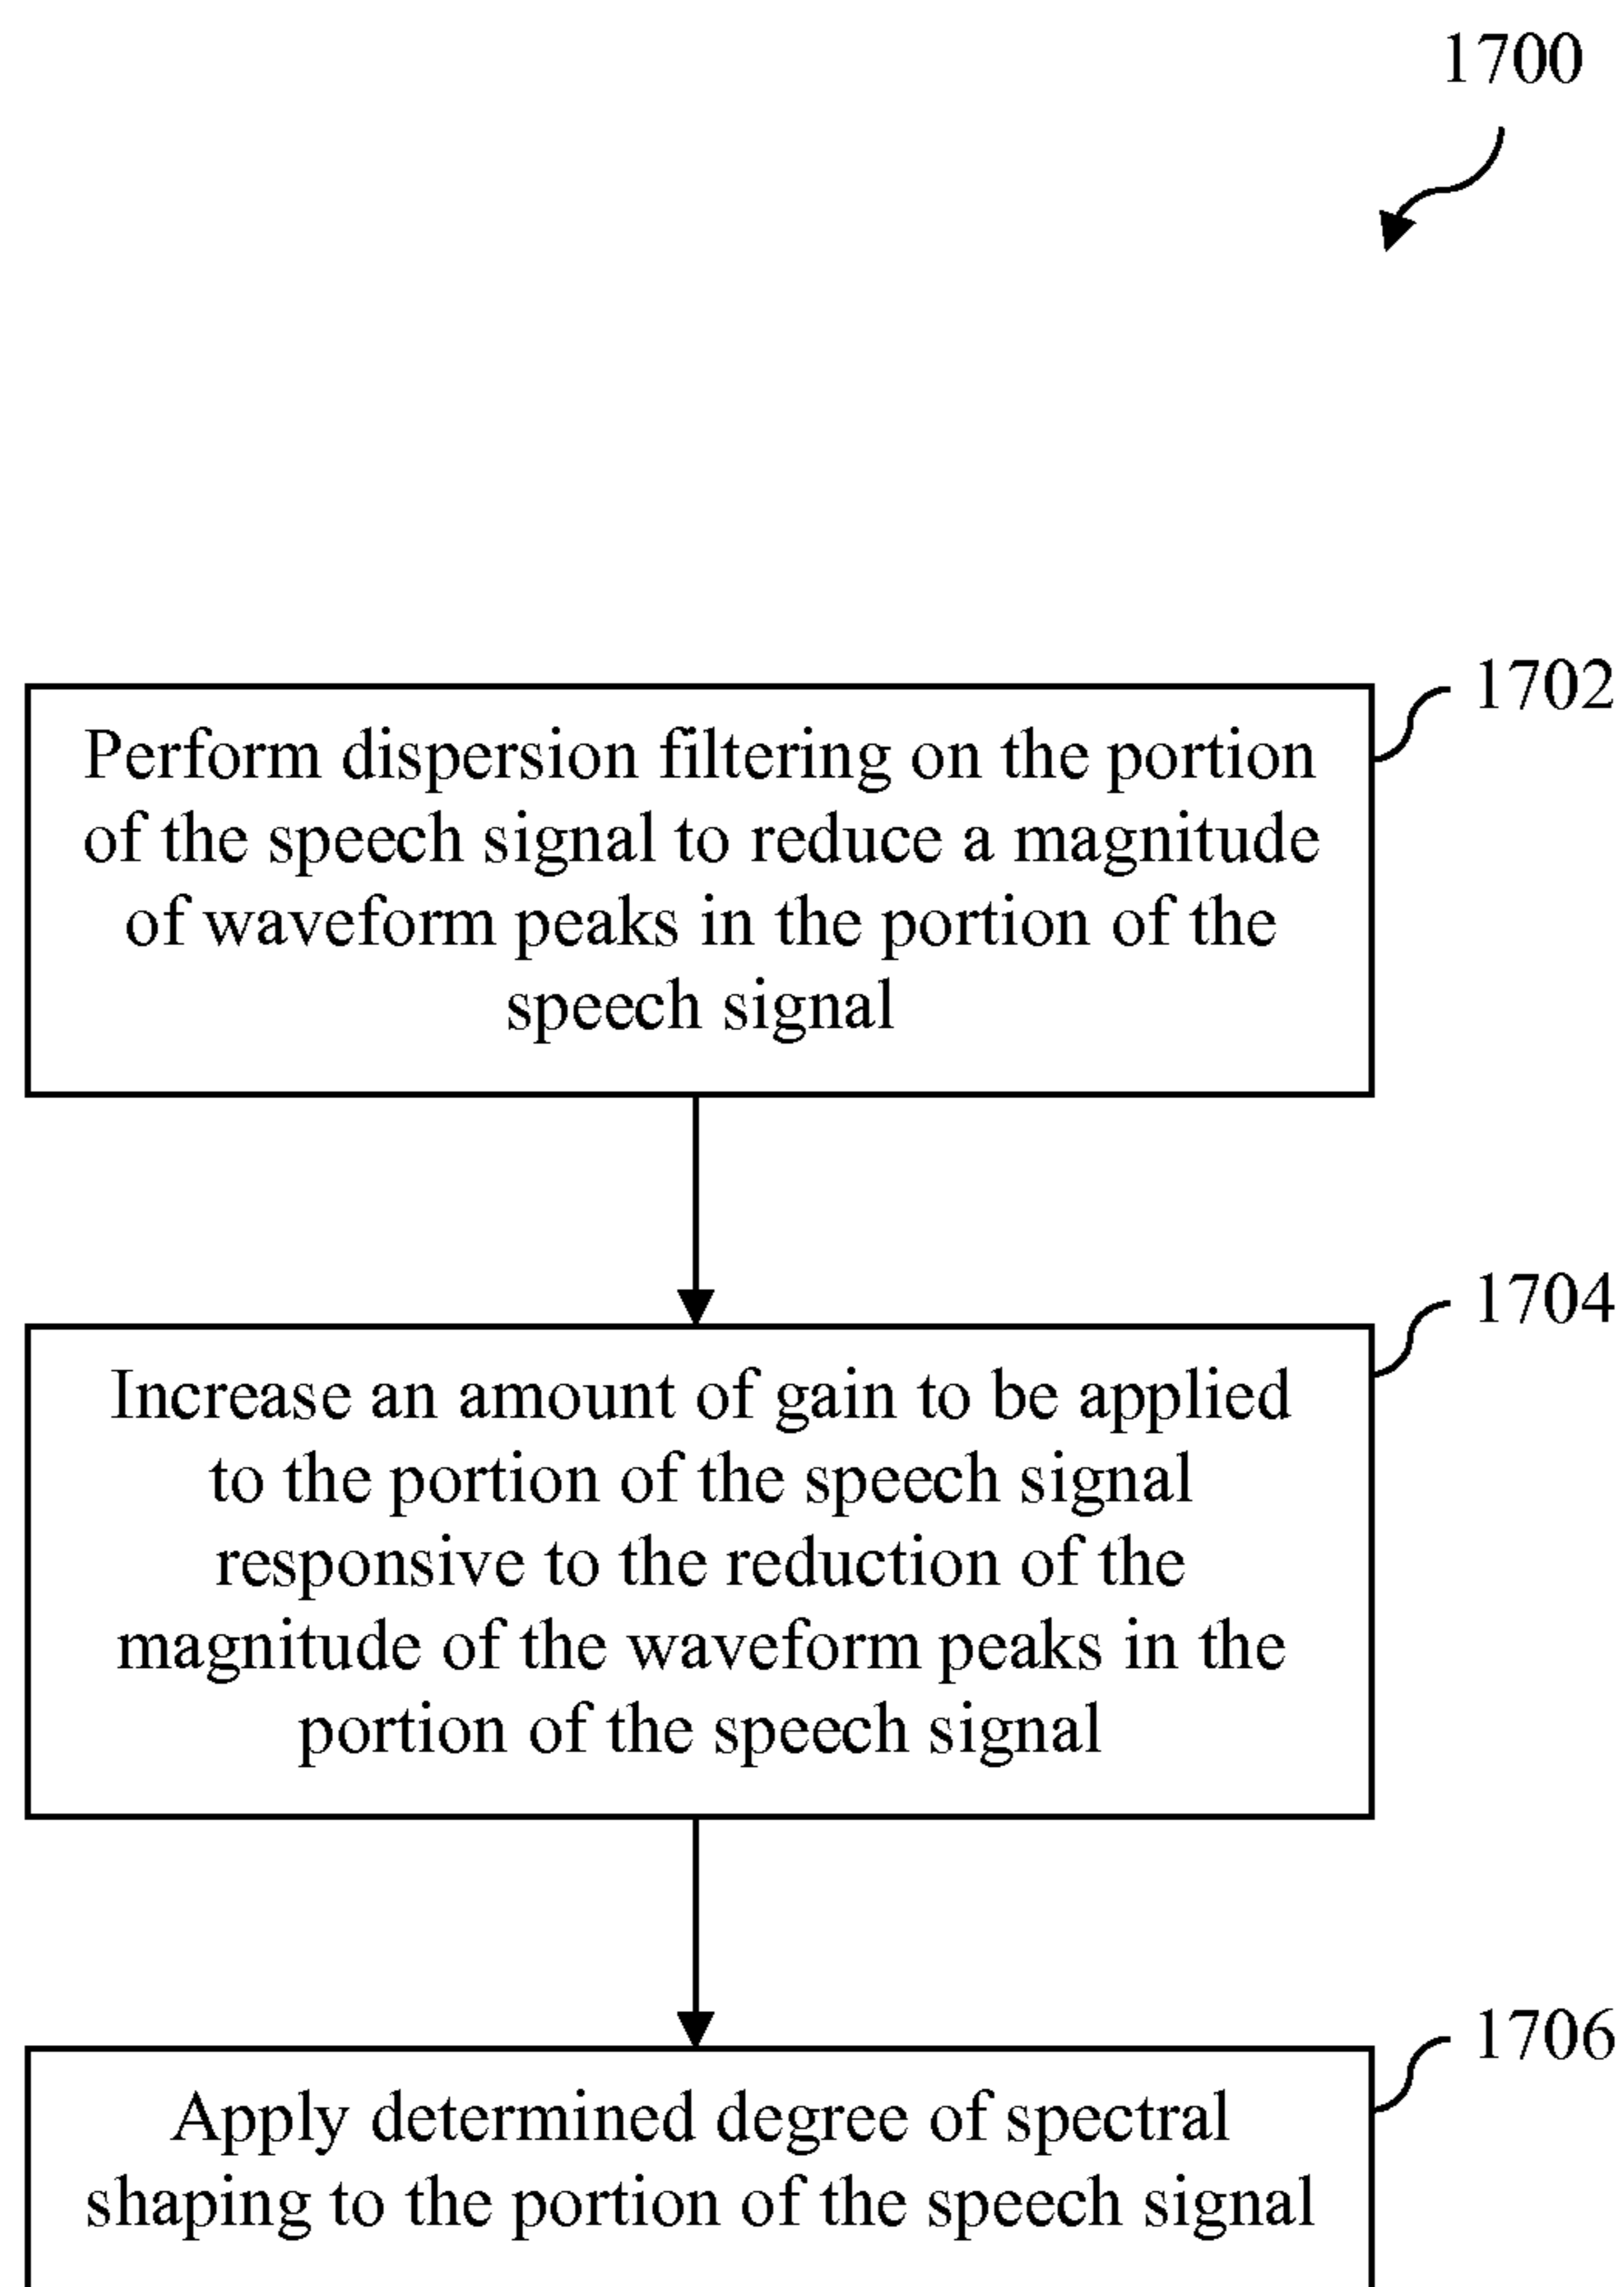 1700
1702
Perform dispersion filtering on the portion
of the speech signal to reduce a magnitude
of waveform peaks in the portion of the
speech signal
1704
Increase an amount of gain to be applied
to the portion of the speech signal
responsive to the reduction of the
magnitude of the waveform peaks in the
portion of the speech signal
1706
Apply determined degree of spectral
shaping to the portion of the speech signal